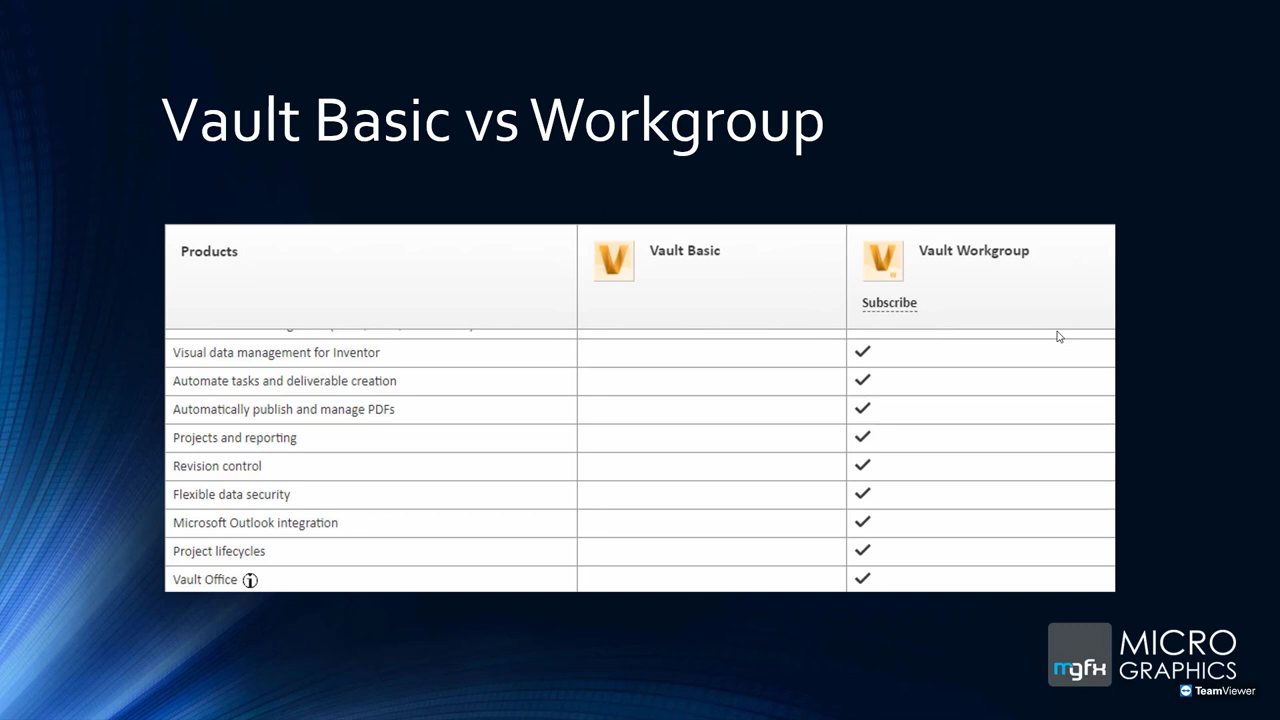 Vault Basic vs Workgroup
Products
Vault Basic
Vault Workgroup
Subscribe
Visual data management for Inventor
Automate tasks and deliverable creation
Automatically publish and manage PDFs
Projects and reporting
Revision control
Flexible data security
Microsoft Outlook integration
Project lifecycles
Vault Office
mgfx
MICRO
GRAPHICS
TeamViewer